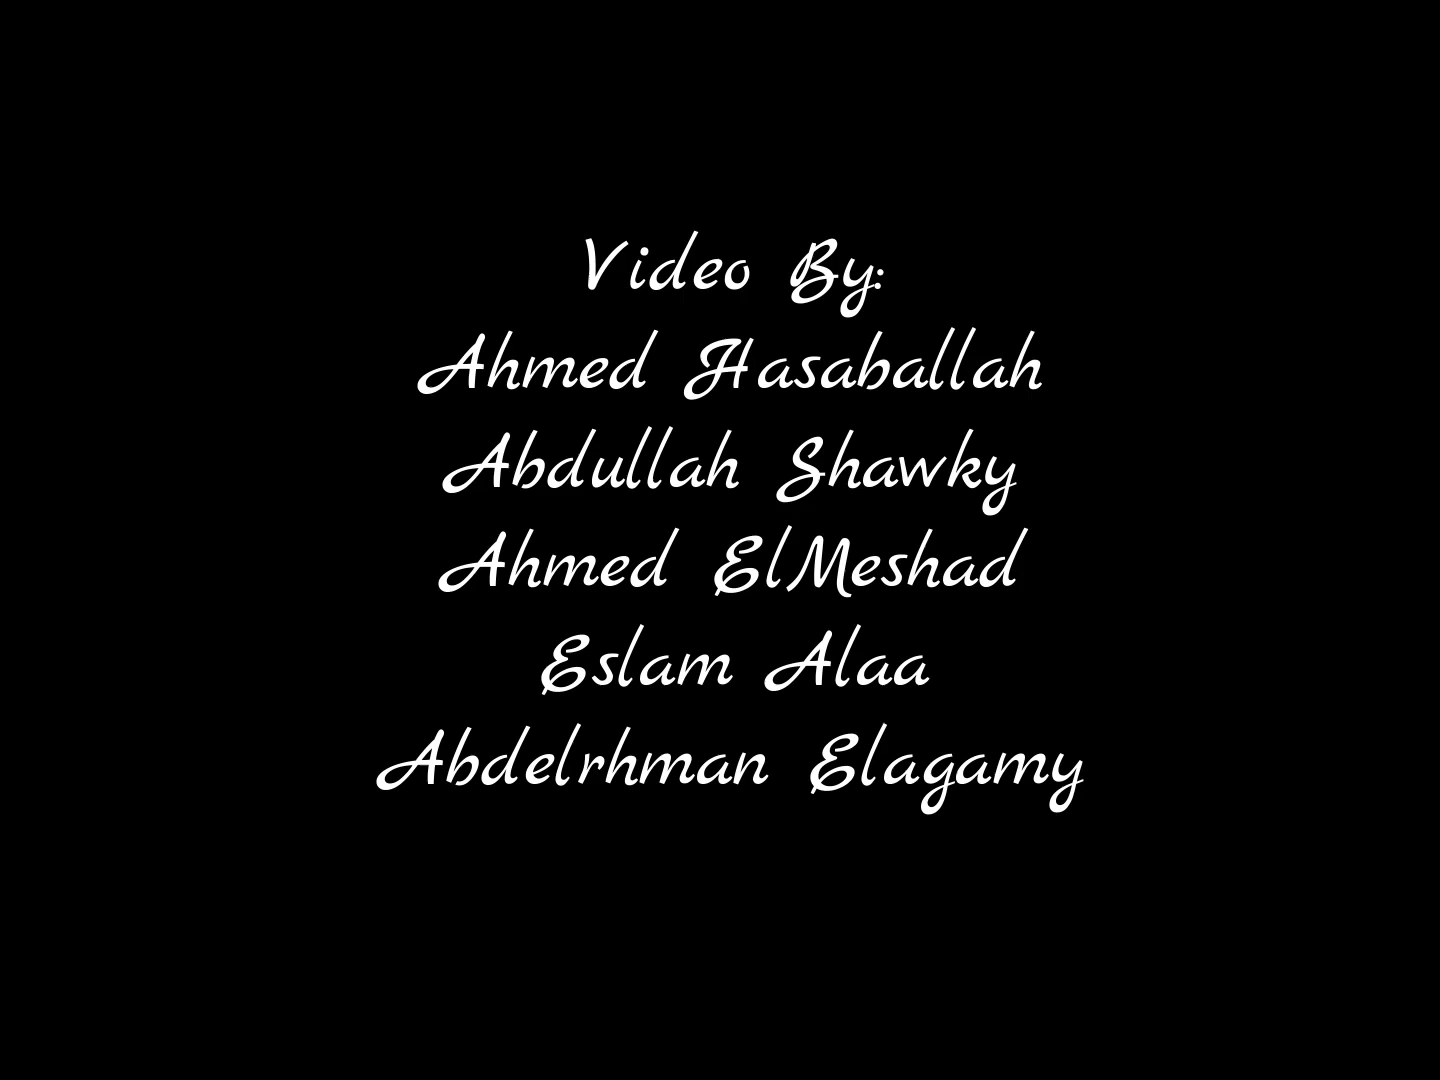 Video By:
Ahmed Hasaballah
Abdullah Shawky
Ahmed ElMeshad
Eslam Alaa
Abdelrhman Elagamy